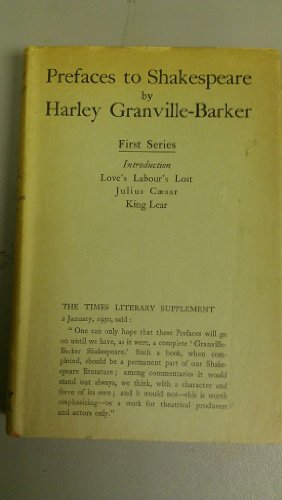 Prefaces to Shakespeare
by
Harley Granville-Barker
First Series
Introduction
Love's Labour's Lost
Julius Cæsar
King Lear
THE TIMES LITERARY SUPPLEMENT
2 January, 1930, said :
"One can only hope that these Prefaces will go
on until we have, as it were, a complete 'Granville-
Barker Shakespeare.' Such a book, when com-
pleted, should be a permanent part of our Shake-
speare literature; among commentaries it would
stand out always, we think, with a character and
force of its own; and it would not—this is worth
emphasizing—be a work for theatrical producers
and actors only."